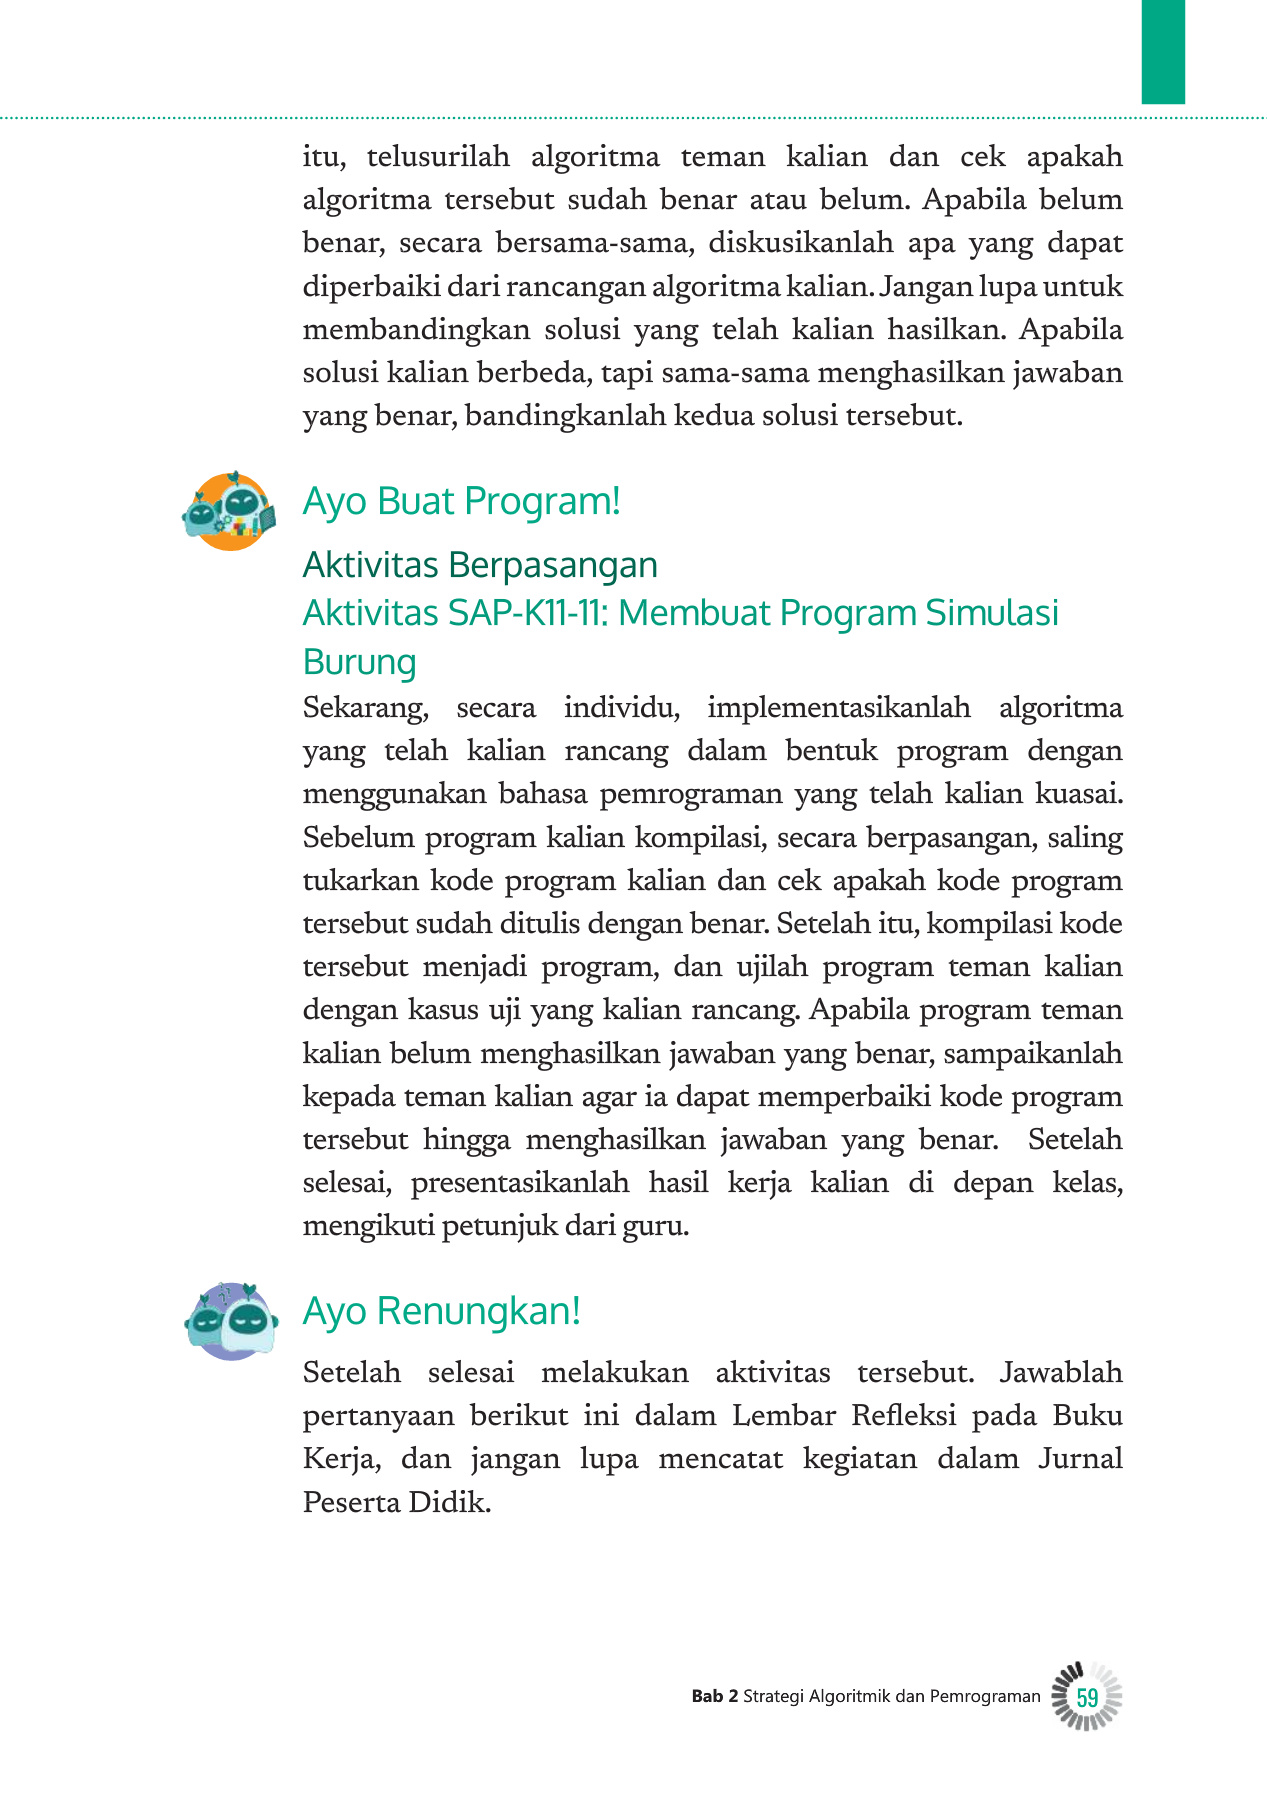 itu, telusurilah algoritma teman kalian dan cek apakah
algoritma tersebut sudah benar atau belum. Apabila belum
benar, secara bersama-sama, diskusikanlah apa yang dapat
diperbaiki dari rancangan algoritma kalian. Jangan lupa untuk
membandingkan solusi yang telah kalian hasilkan. Apabila
solusi kalian berbeda, tapi sama-sama menghasilkan jawaban
yang benar, bandingkanlah kedua solusi tersebut.
Ayo Buat Program!
Aktivitas Berpasangan
Aktivitas SAP-K11-11: Membuat Program Simulasi
Burung
Sekarang, secara individu, implementasikanlah algoritma
yang telah kalian rancang dalam bentuk program dengan
menggunakan bahasa pemrograman yang telah kalian kuasai.
Sebelum program kalian kompilasi, secara berpasangan, saling
tukarkan kode program kalian dan cek apakah kode program
tersebut sudah ditulis dengan benar. Setelah itu, kompilasi kode
tersebut menjadi program, dan ujilah program teman kalian
dengan kasus uji yang kalian rancang. Apabila program teman
kalian belum menghasilkan jawaban yang benar, sampaikanlah
kepada teman kalian agar ia dapat memperbaiki kode program
tersebut hingga menghasilkan jawaban yang benar. Setelah
selesai, presentasikanlah hasil kerja kalian di depan kelas,
mengikuti petunjuk dari guru.
Ayo Renungkan!
Setelah selesai melakukan aktivitas tersebut. Jawablah
pertanyaan berikut ini dalam Lembar Refleksi pada Buku
Kerja, dan jangan lupa mencatat kegiatan dalam Jurnal
Peserta Didik.
Bab 2 Strategi Algoritmik dan Pemrograman 59